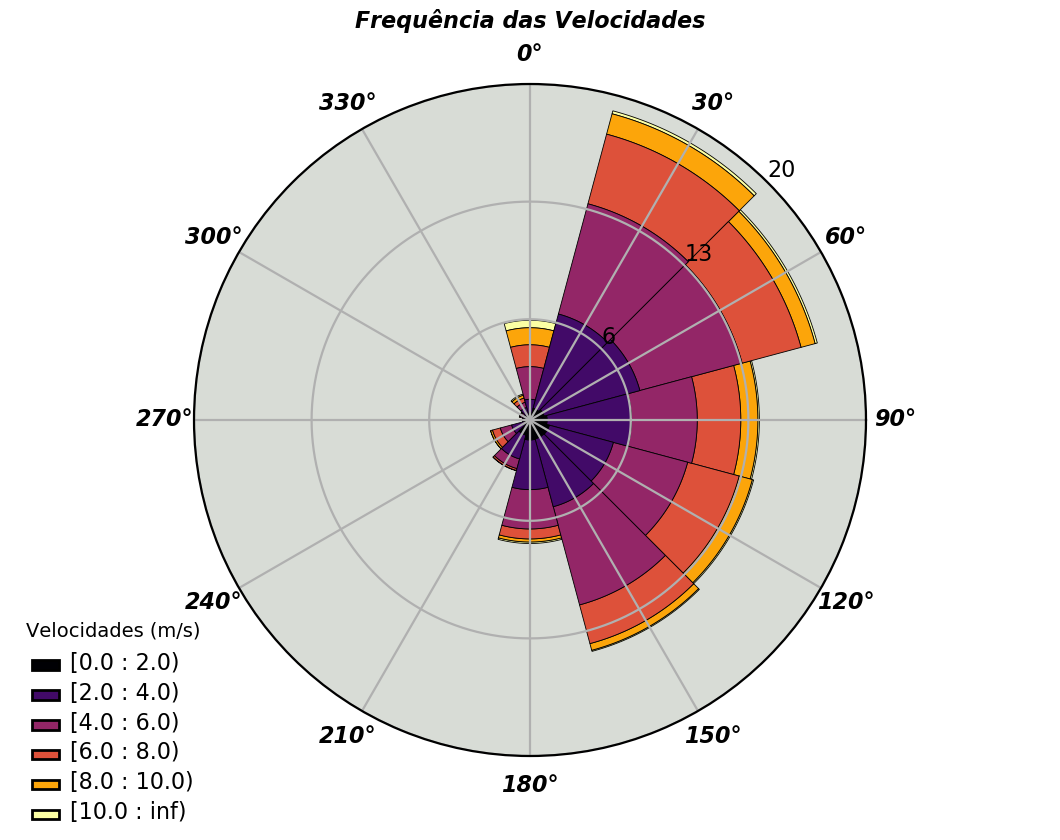 Frequência das Velocidades
0°
330°
30°
20
300°
60°
13
6
270°
90°
240°
120°
210°
150°
180°
Velocidades (m/s)
[0.0 : 2.0)
[2.0 : 4.0)
[4.0 : 6.0)
[6.0 : 8.0)
[8.0 : 10.0)
[10.0 : inf)